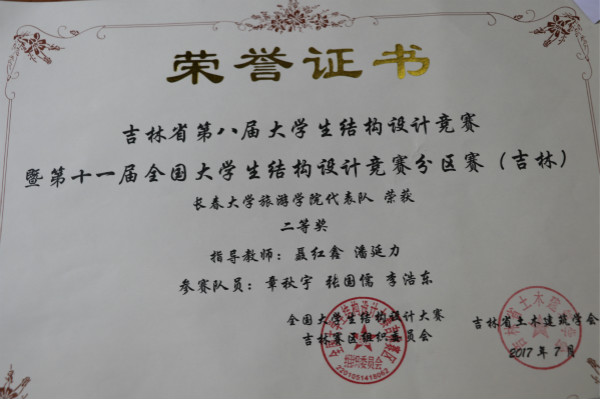 荣誉证书
吉林省第八届大学生结构设计竞赛
暨第十一届全国大学生结构设计竞赛分区赛（吉林）
长春大学旅游学院代表队 荣获
二等奖
指导教师：聂红鑫 潘延力
参赛队员：章秋宇 张国儒 李浩东
全国大学生结构设计大赛
吉林赛区组织委员会
吉林省土木建筑学会
2017年7月
组织委员会